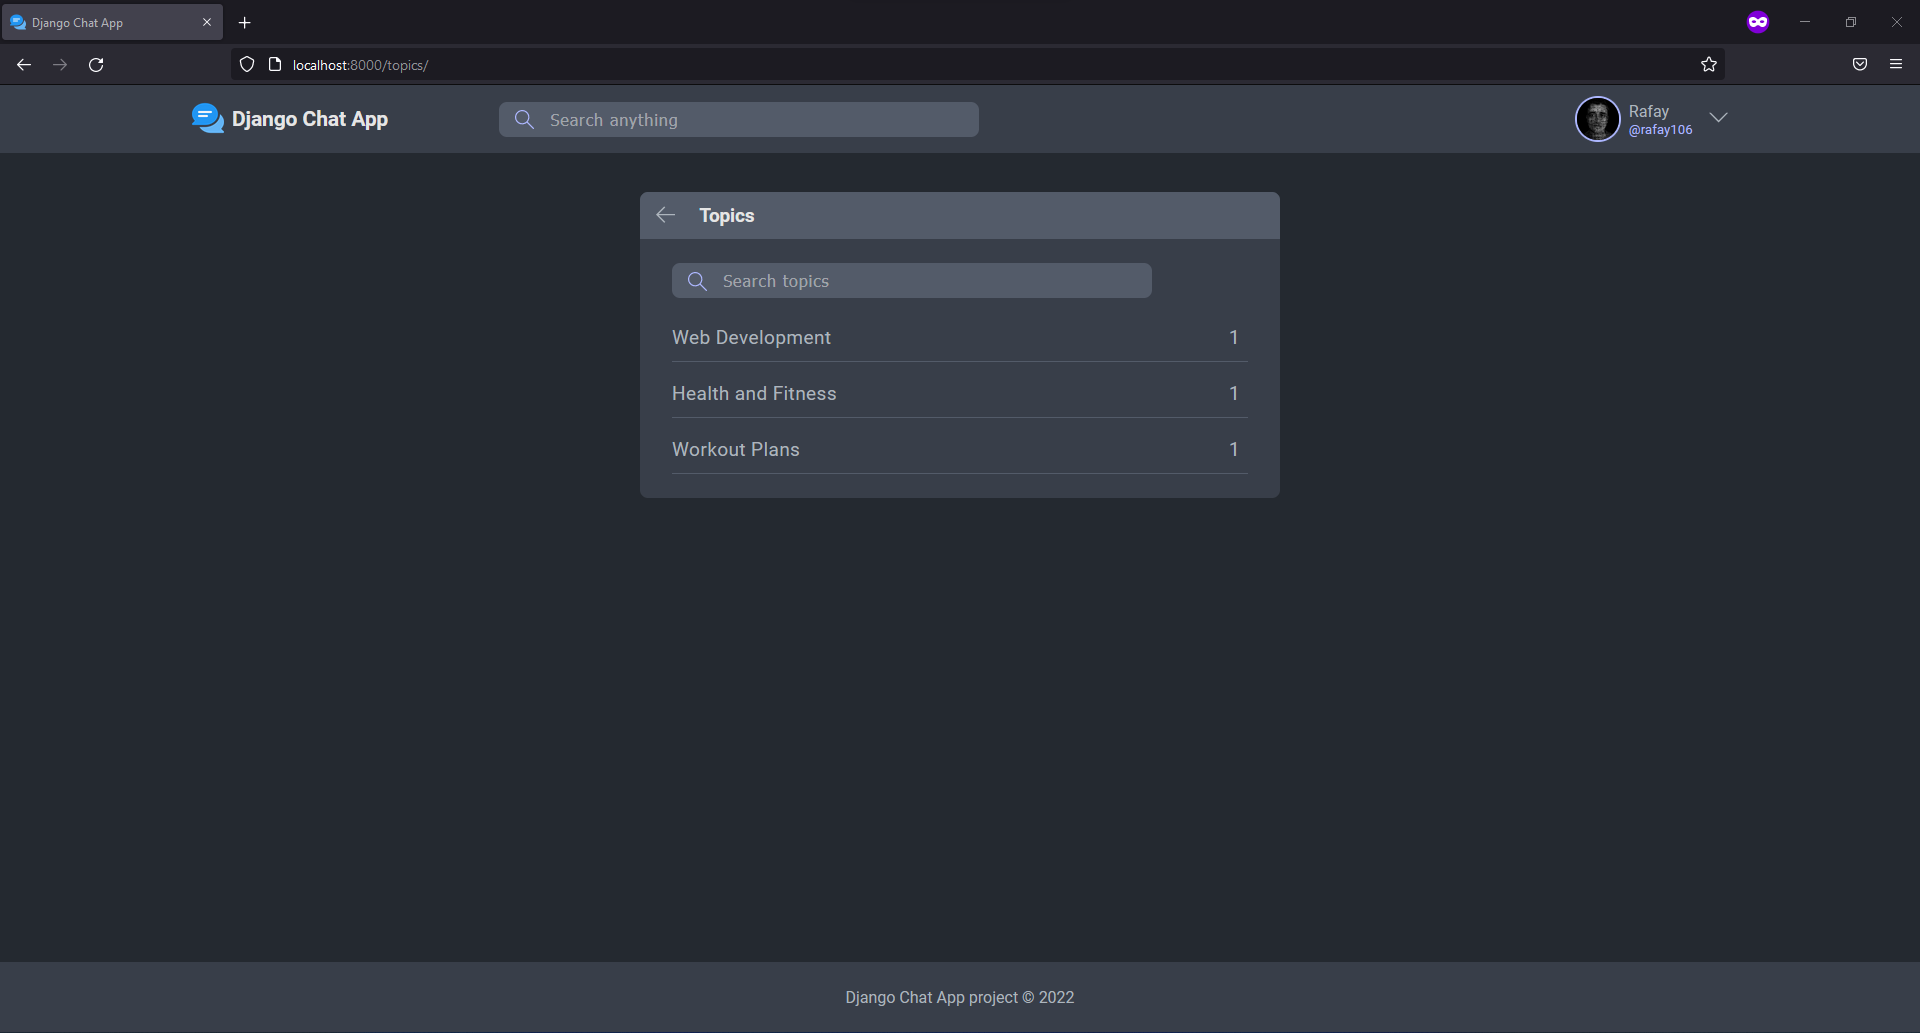 Django Chat App
localhost:8000/topics/
Django Chat App
Search anything
Rafay
@rafay106
Topics
Search topics
Web Development 1
Health and Fitness 1
Workout Plans 1
Django Chat App project © 2022